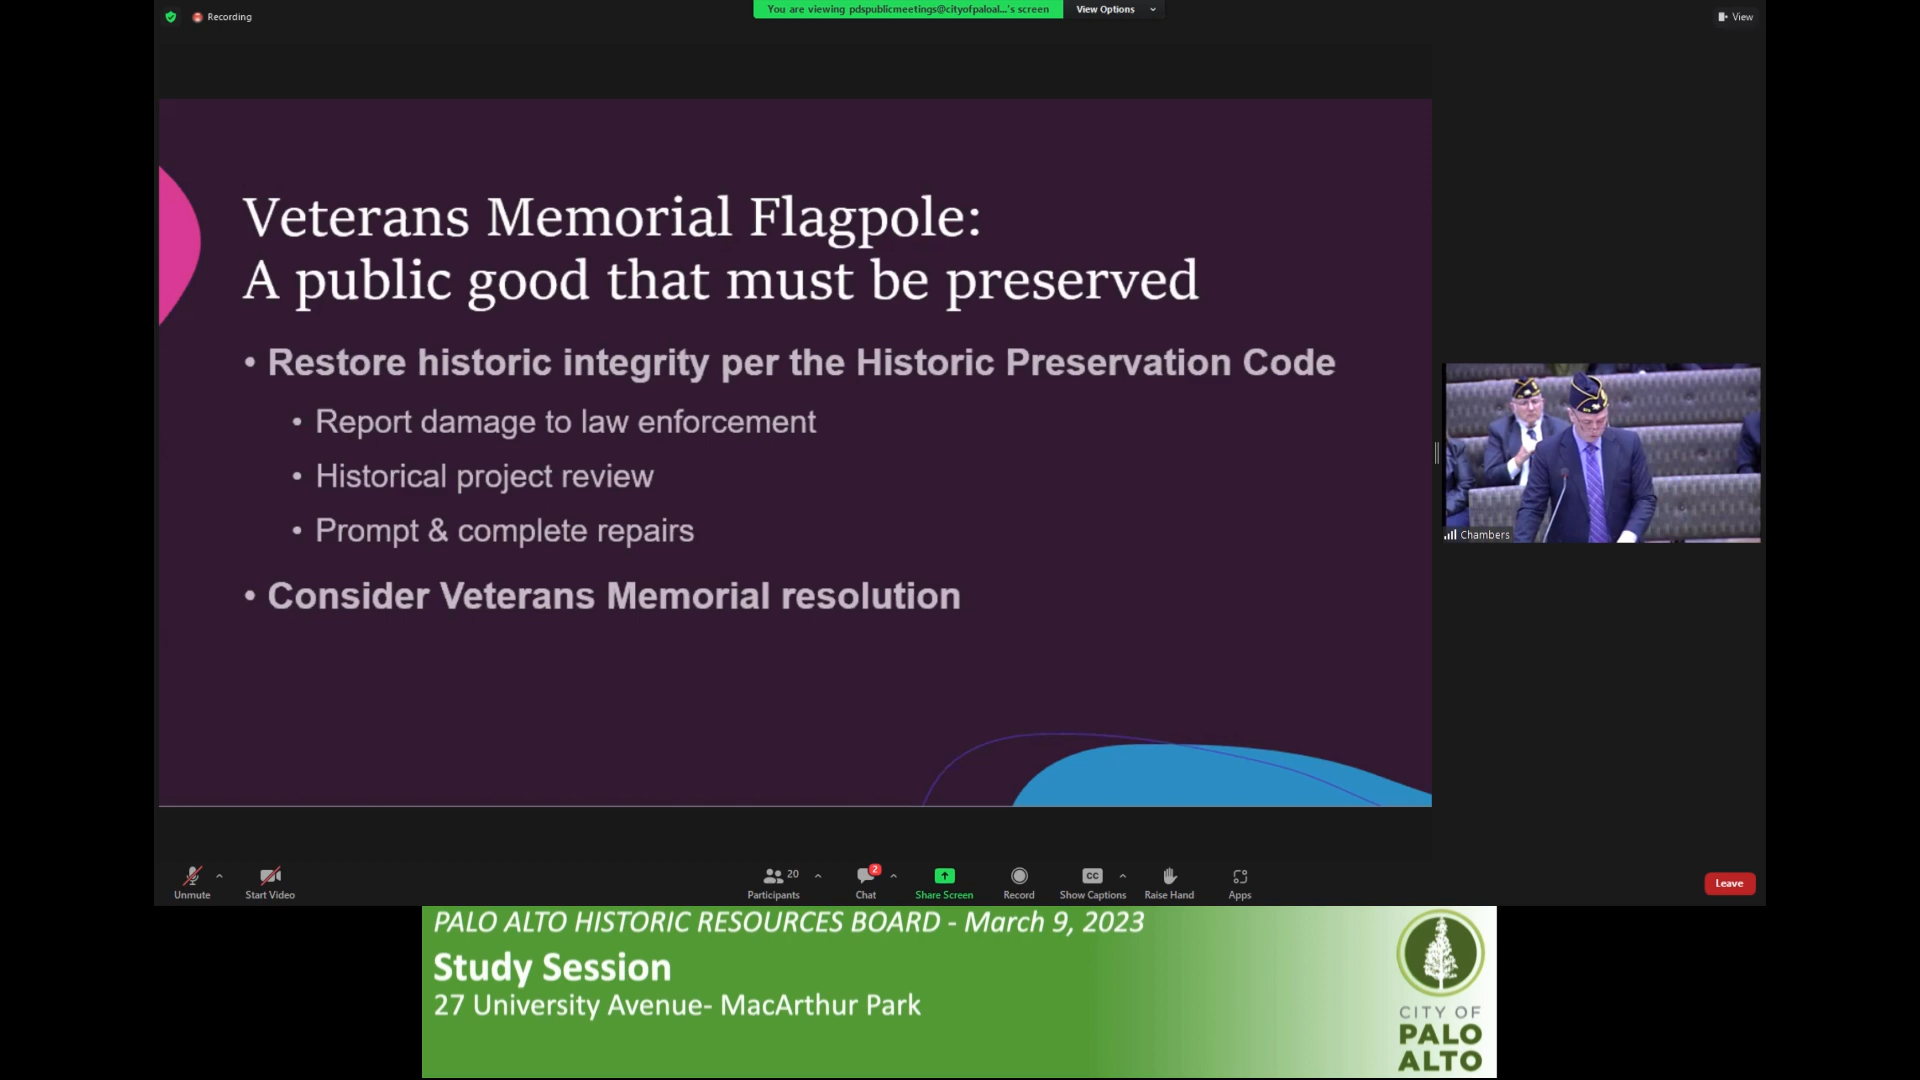 Recording
You are viewing pdspublicmeetings@cityofpaloal...'s screen
View Options
View
Veterans Memorial Flagpole:
A public good that must be preserved
• Restore historic integrity per the Historic Preservation Code
• Report damage to law enforcement
• Historical project review
• Prompt & complete repairs
• Consider Veterans Memorial resolution
Chambers
Unmute
Start Video
20
Participants
2
Chat
Share Screen
Record
CC
Show Captions
Raise Hand
Apps
Leave
PALO ALTO HISTORIC RESOURCES BOARD - March 9, 2023
Study Session
27 University Avenue- MacArthur Park
CITY OF
PALO
ALTO